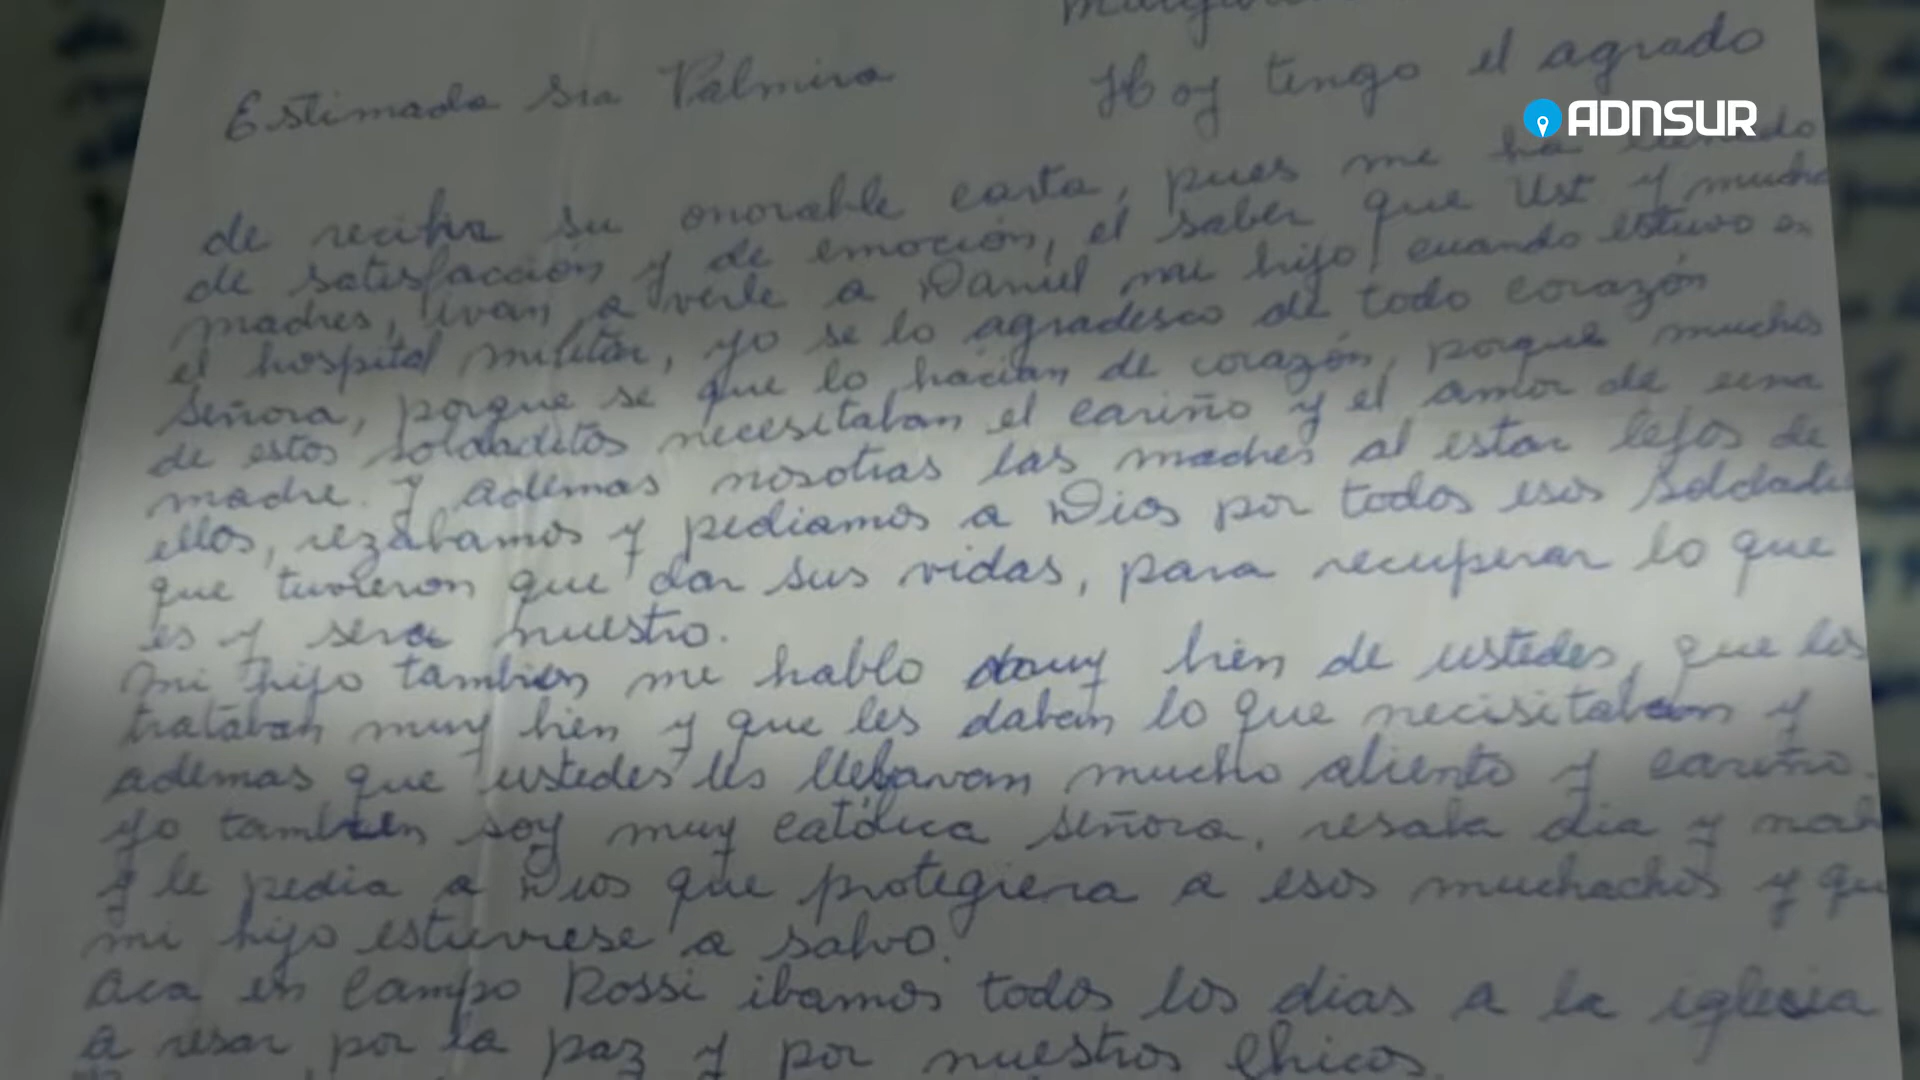 Estimada Sra Palmira Hoy tengo el agrado
ADNSUR
de recibir su onorable carta, pues me ha llenado
de satisfacción y de emoción, el saber que Ust y muchas
madres, ivan a verle a Daniel mi hijo! cuando estuvo en
el hospital militar, yo se lo agradesco de todo corazón
señora, porque se que lo hacian de corazón, porque muchos
de estos soldaditos necesitaban el cariño y el amor de una
madre. Y ademas nosotras las madres al estar lejos de
ellos, rezabamos y pediamos a Dios por todos esos soldados
que tuvieron que dar sus vidas, para recuperar lo que
es y sera nuestro.
Mi hijo tambien me hablo muy bien de ustedes, que los
trataban muy bien y que les daban lo que necisitaban y
ademas que ustedes les llebavan mucho aliento y cariño.
yo tambien soy muy católica señora, resaba dia y
y le pedia a Dios que protegiera a esos muchachos y que
mi hijo estuviese a salvo.
Aca en Campo Rossi ibamos todos los dias a la iglesia
a resar por la paz y por nuestros Chicos.